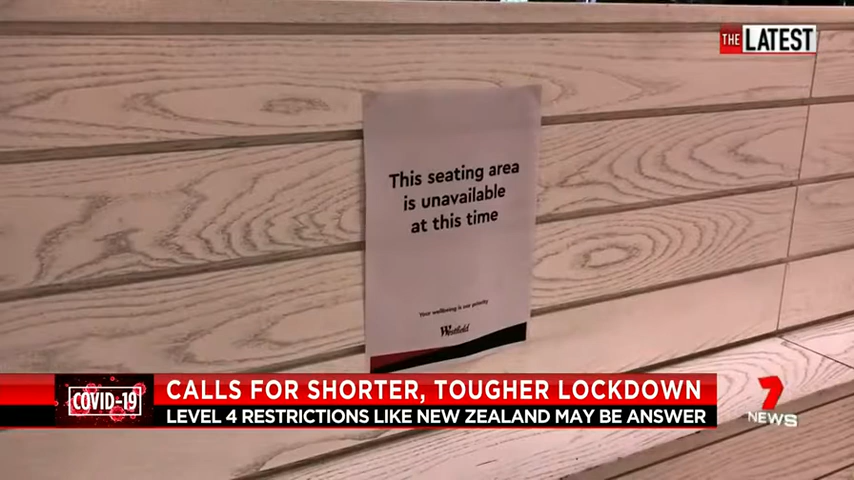 THE LATEST
This seating area
is unavailable
at this time
Your wellbeing is our priority
Westfield
COVID-19
CALLS FOR SHORTER, TOUGHER LOCKDOWN
LEVEL 4 RESTRICTIONS LIKE NEW ZEALAND MAY BE ANSWER
7
NEWS